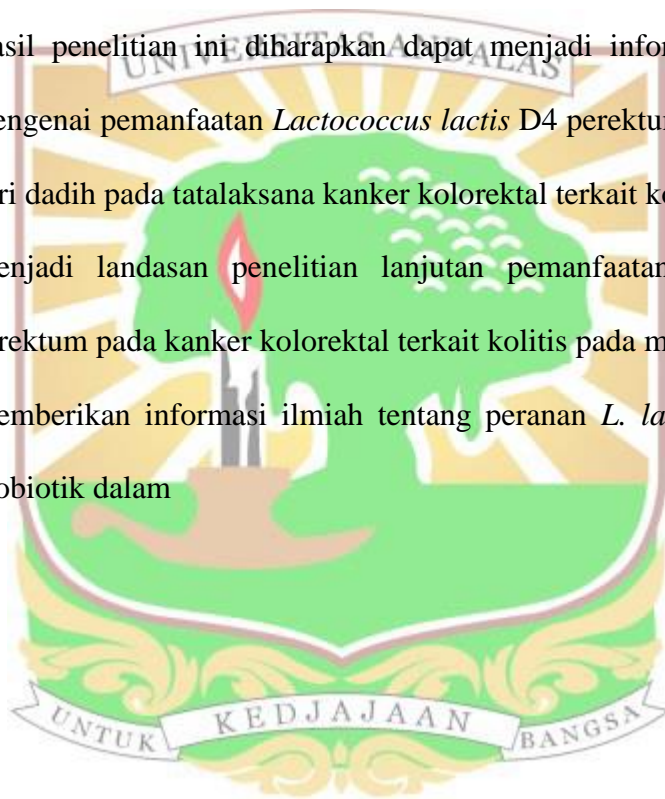 asil penelitian ini diharapkan dapat menjadi infor
UNIVERSITAS ANDALAS
engenai pemanfaatan Lactococcus lactis D4 perektu
ri dadih pada tatalaksana kanker kolorektal terkait ko
enjadi landasan penelitian lanjutan pemanfaatan
rektum pada kanker kolorektal terkait kolitis pada m
emberikan informasi ilmiah tentang peranan L. la
obiotik dalam
UNTUK KEDJAJAAN BANGSA